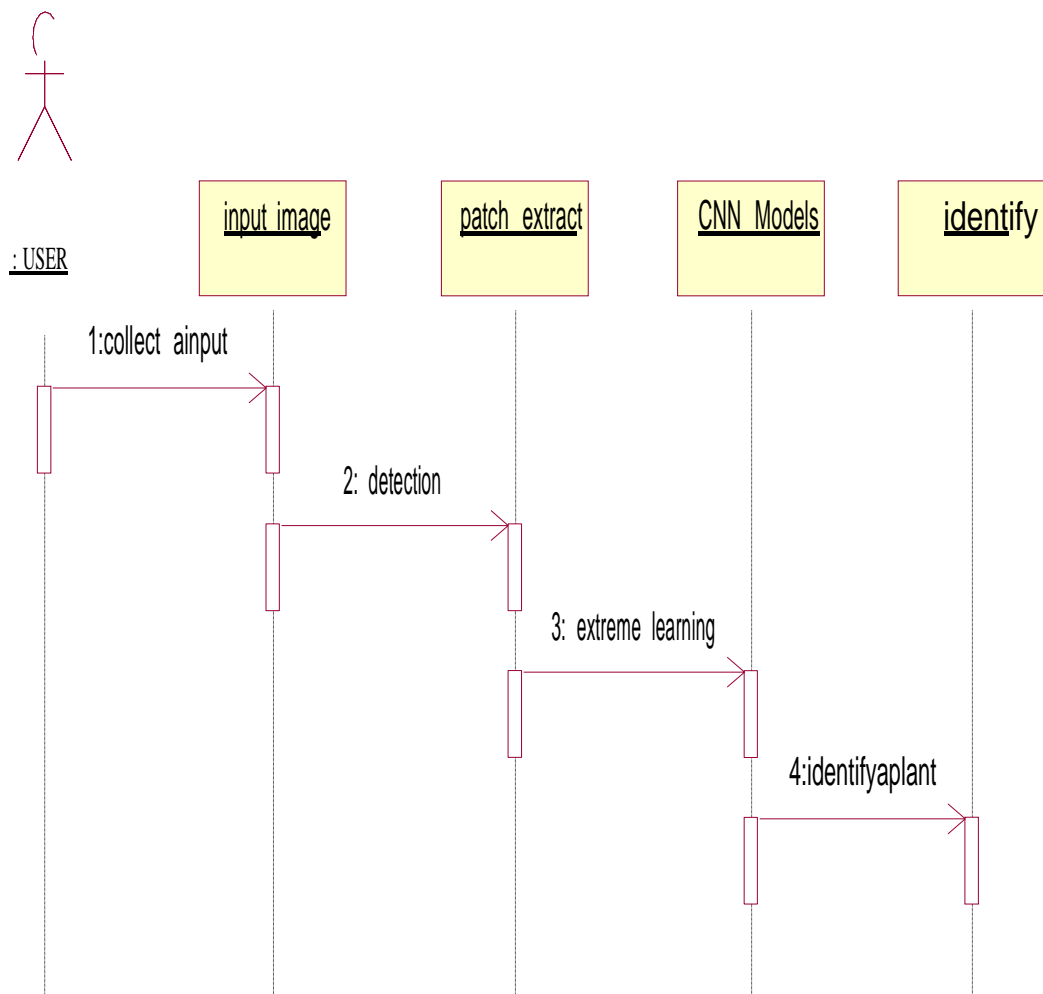 input image
patch extract
CNN Models
identify
: USER
1:collect ainput
2: detection
3: extreme learning
4:identifyaplant